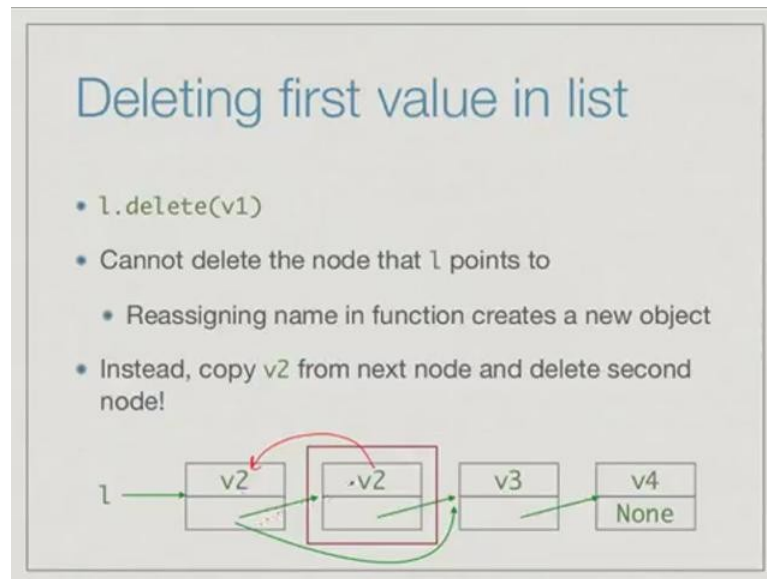 Deleting first value in list
• l.delete(v1)
• Cannot delete the node that l points to
• Reassigning name in function creates a new object
• Instead, copy v2 from next node and delete second
node!
l v2 v2 v3 v4
None